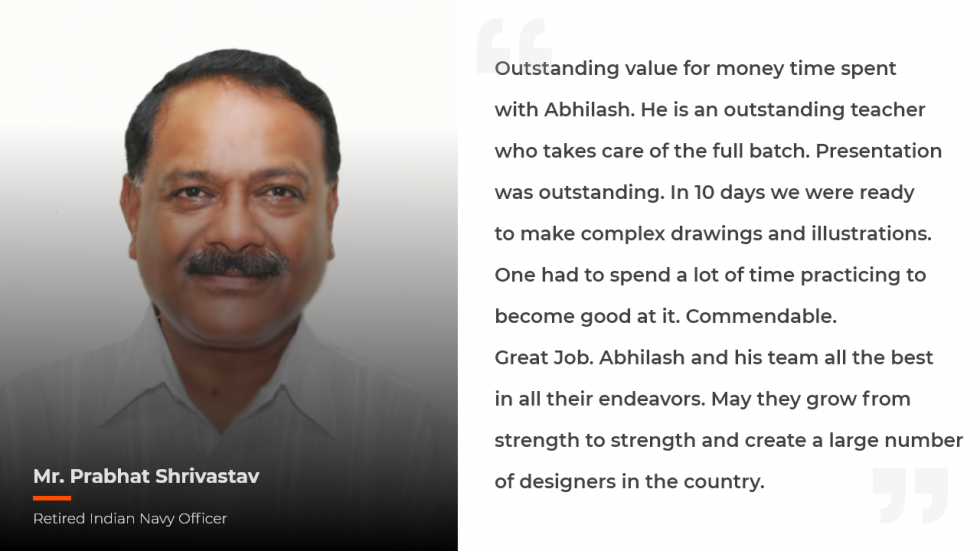 Mr. Prabhat Shrivastav
Retired Indian Navy Officer
Outstanding value for money time spent
with Abhilash. He is an outstanding teacher
who takes care of the full batch. Presentation
was outstanding. In 10 days we were ready
to make complex drawings and illustrations.
One had to spend a lot of time practicing to
become good at it. Commendable.
Great Job. Abhilash and his team all the best
in all their endeavors. May they grow from
strength to strength and create a large number
of designers in the country.